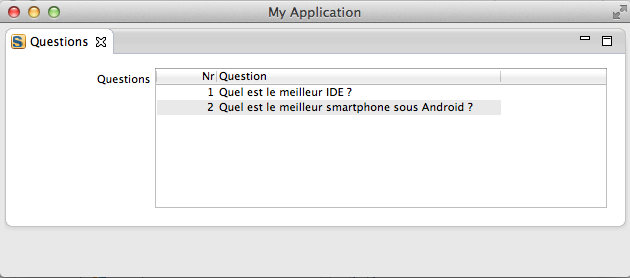 My Application
Questions
Questions
Nr Question
1 Quel est le meilleur IDE ?
2 Quel est le meilleur smartphone sous Android ?